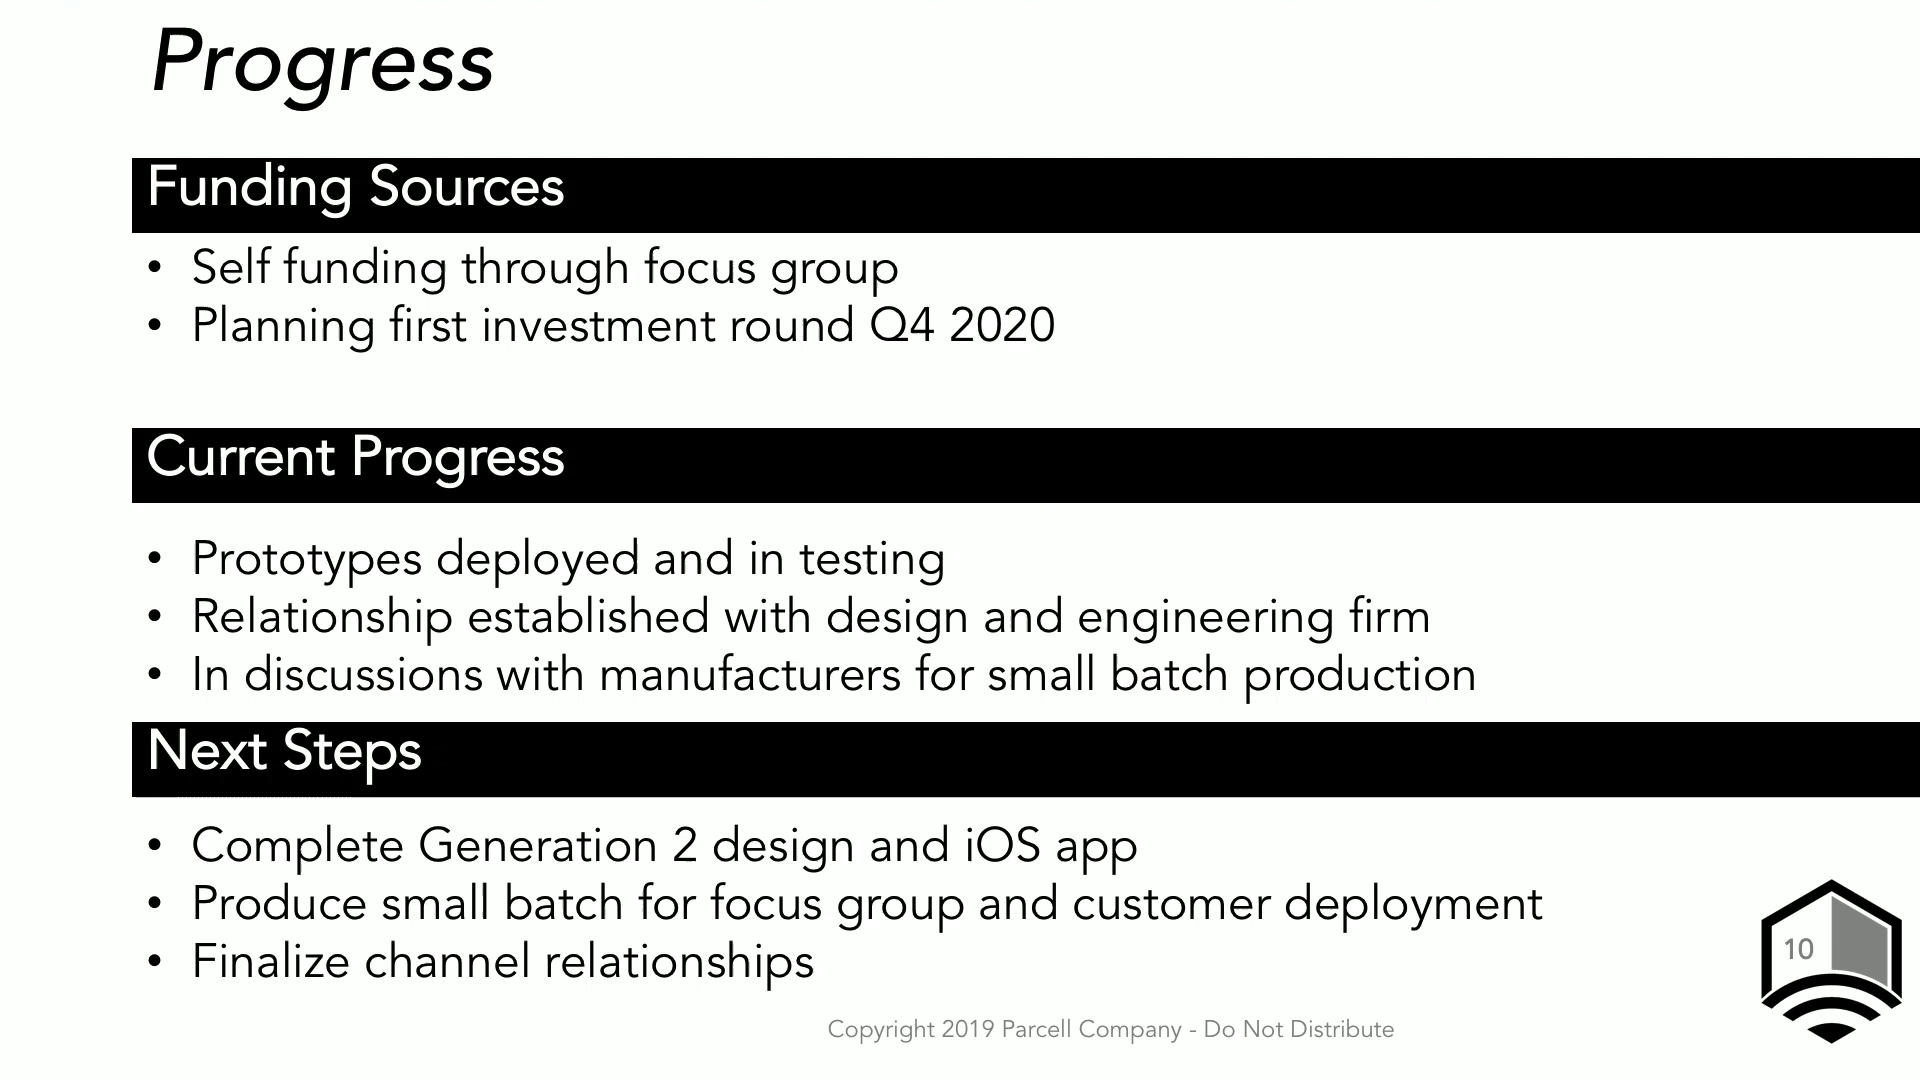 Progress
Funding Sources
• Self funding through focus group
• Planning first investment round Q4 2020
Current Progress
• Prototypes deployed and in testing
• Relationship established with design and engineering firm
• In discussions with manufacturers for small batch production
Next Steps
• Complete Generation 2 design and iOS app
• Produce small batch for focus group and customer deployment
• Finalize channel relationships
10
Copyright 2019 Parcell Company - Do Not Distribute